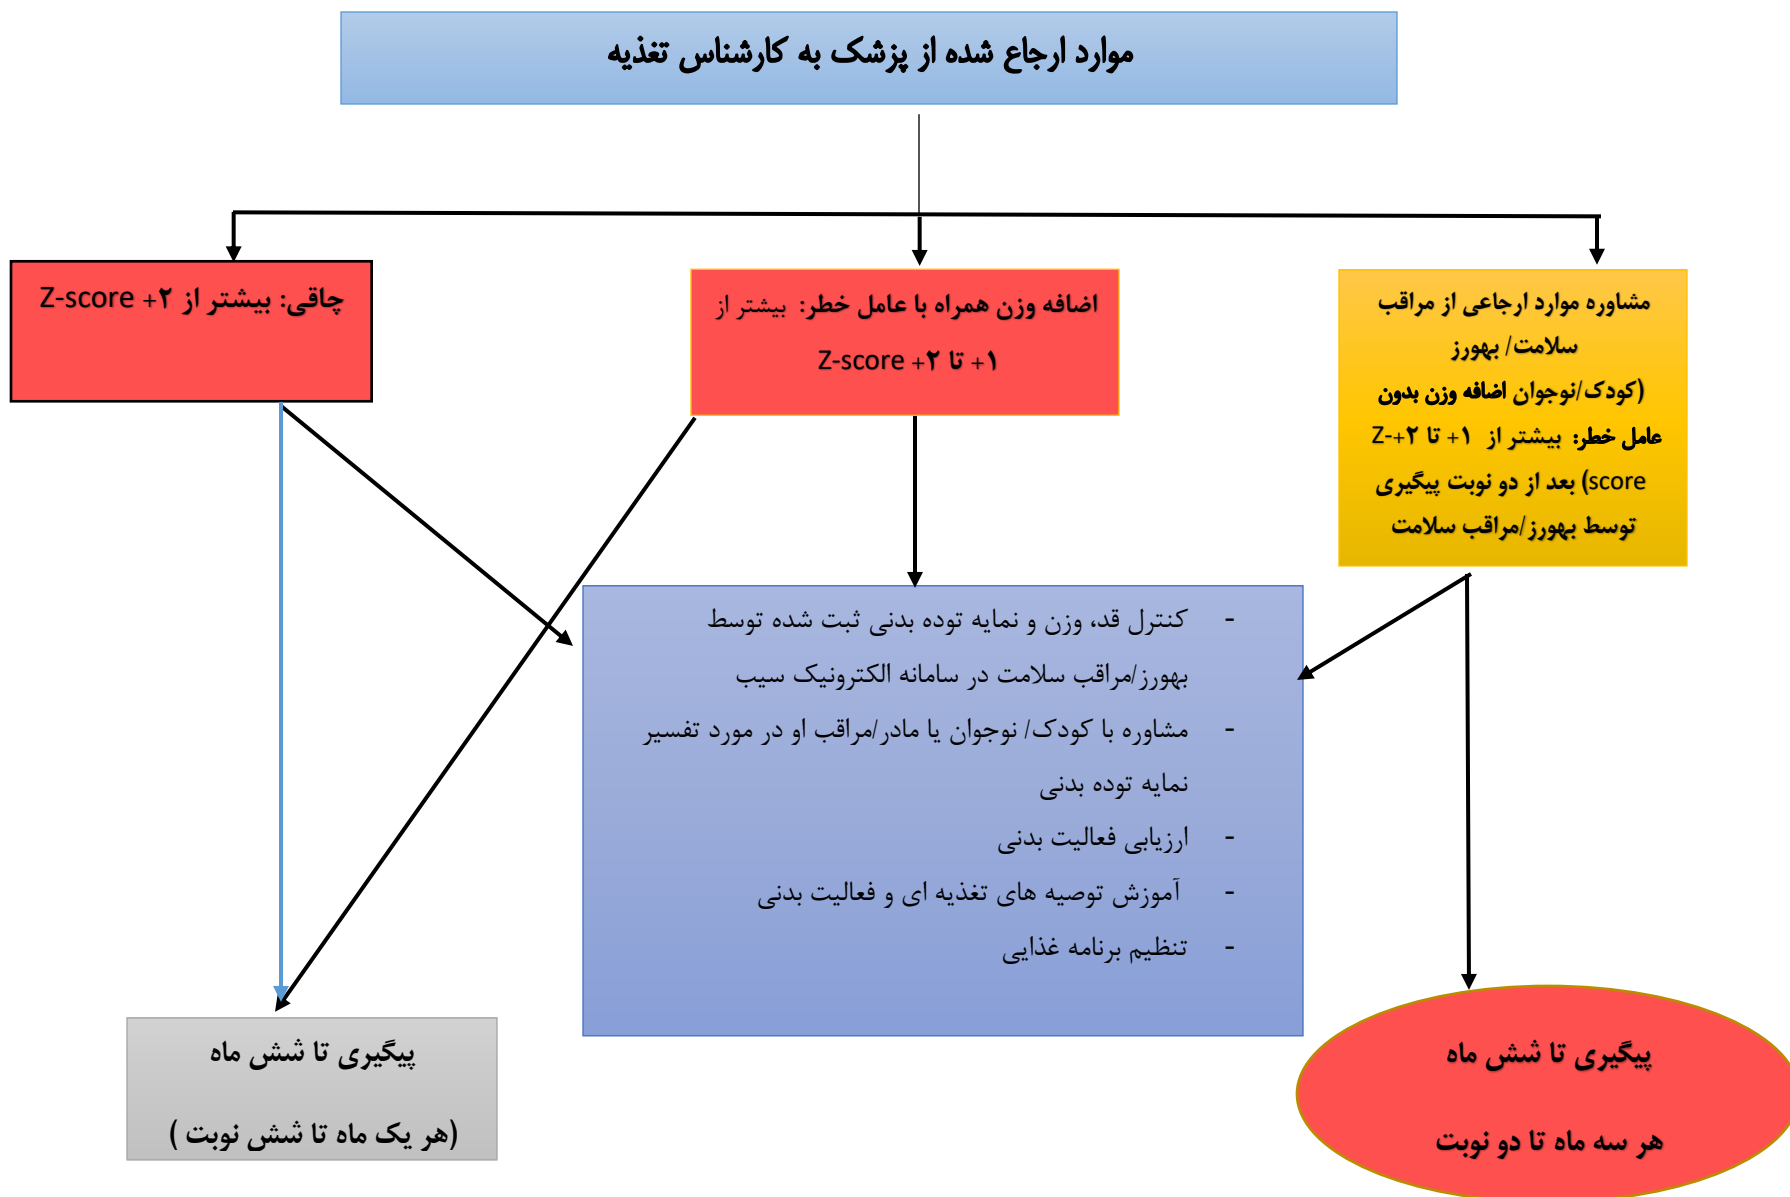 موارد ارجاع شده از پزشک به کارشناس تغذیه
مشاوره موارد ارجاعی از مراقب
سلامت/ بهورز
(کودک/نوجوان اضافه وزن بدون
عامل خطر: بیشتر از ۱+ تا ۲+Z-
score) بعد از دو نوبت پیگیری
توسط بهورز/مراقب سلامت
اضافه وزن همراه با عامل خطر: بیشتر از
۱+ تا ۲+ Z-score
چاقی: بیشتر از ۲+ Z-score
- کنترل قد، وزن و نمایه توده بدنی ثبت شده توسط
بهورز/مراقب سلامت در سامانه الکترونیک سیب
- مشاوره با کودک/ نوجوان یا مادر/مراقب او در مورد تفسیر
نمایه توده بدنی
- ارزیابی فعالیت بدنی
- آموزش توصیه های تغذیه ای و فعالیت بدنی
- تنظیم برنامه غذایی
پیگیری تا شش ماه
هر سه ماه تا دو نوبت
پیگیری تا شش ماه
(هر یک ماه تا شش نوبت )